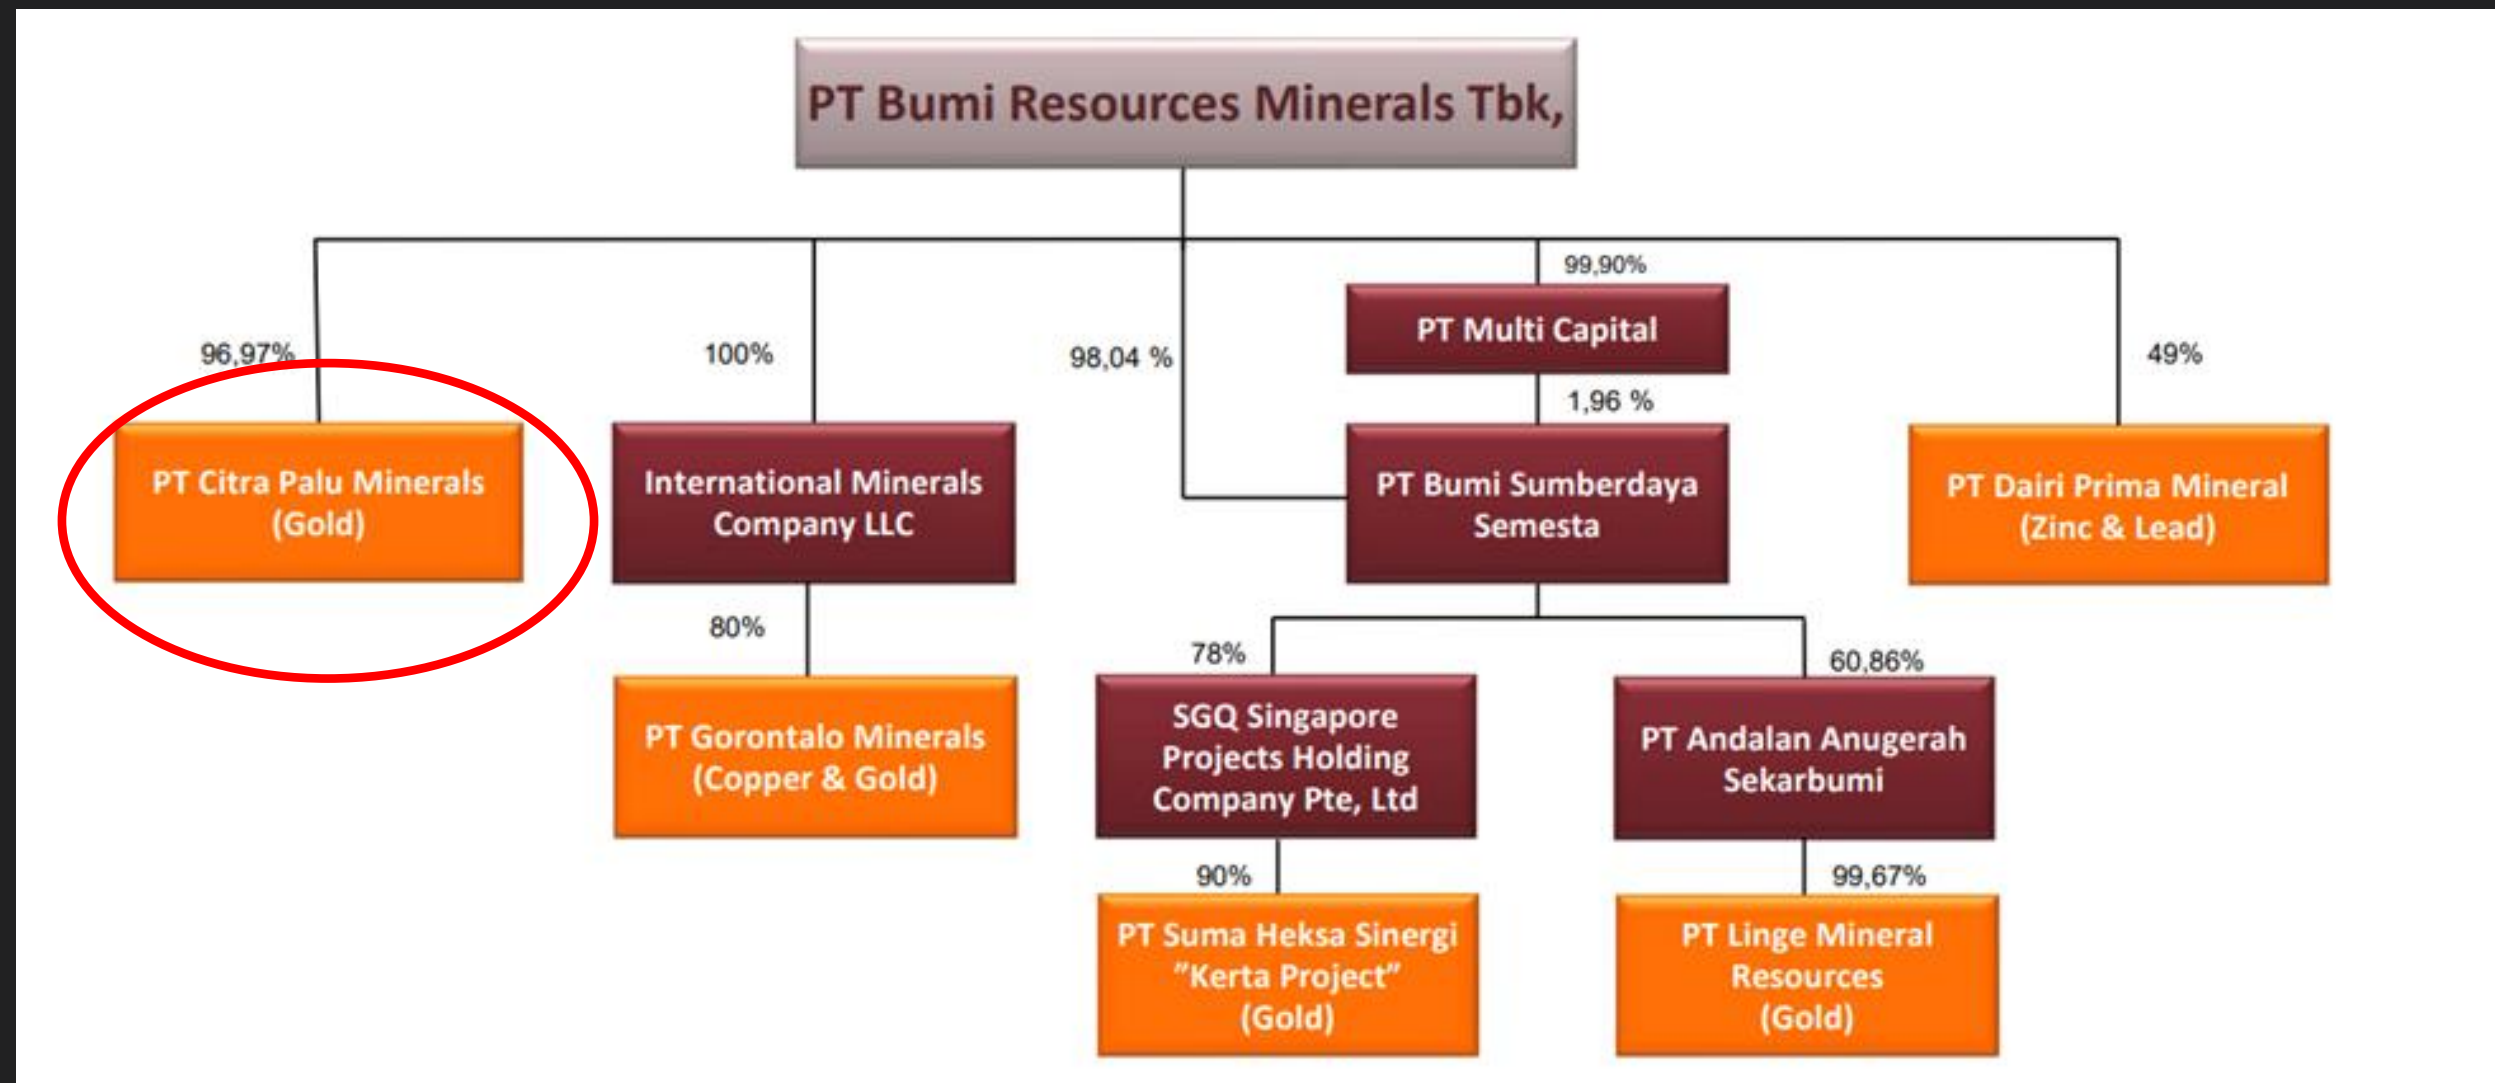 PT Bumi Resources Minerals Tbk,
99,90%
PT Multi Capital
96,97%
100%
98,04 %
49%
1,96 %
PT Citra Palu Minerals
(Gold)
International Minerals
Company LLC
PT Bumi Sumberdaya
Semesta
PT Dairi Prima Mineral
(Zinc & Lead)
80%
78%
60,86%
PT Gorontalo Minerals
(Copper & Gold)
SGQ Singapore
Projects Holding
Company Pte, Ltd
PT Andalan Anugerah
Sekarbumi
90%
99,67%
PT Suma Heksa Sinergi
”Kerta Project”
(Gold)
PT Linge Mineral
Resources
(Gold)